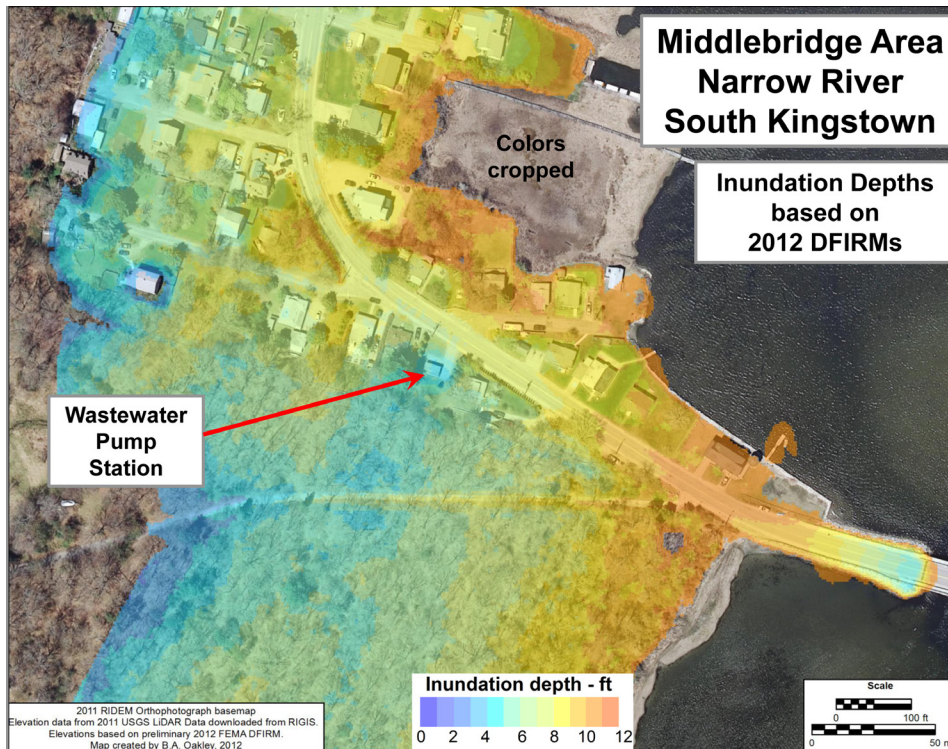 Middlebridge Area
Narrow River
South Kingstown
Colors
cropped
Inundation Depths
based on
2012 DFIRMs
Wastewater
Pump
Station
Inundation depth - ft
0 2 4 6 8 10 12
Scale
0 100 ft
0 50 m
2011 RIDEM Orthophotograph basemap
Elevation data from 2011 USGS LiDAR Data downloaded from RIGIS.
Elevations based on preliminary 2012 FEMA DFIRM.
Map created by B.A. Oakley, 2012